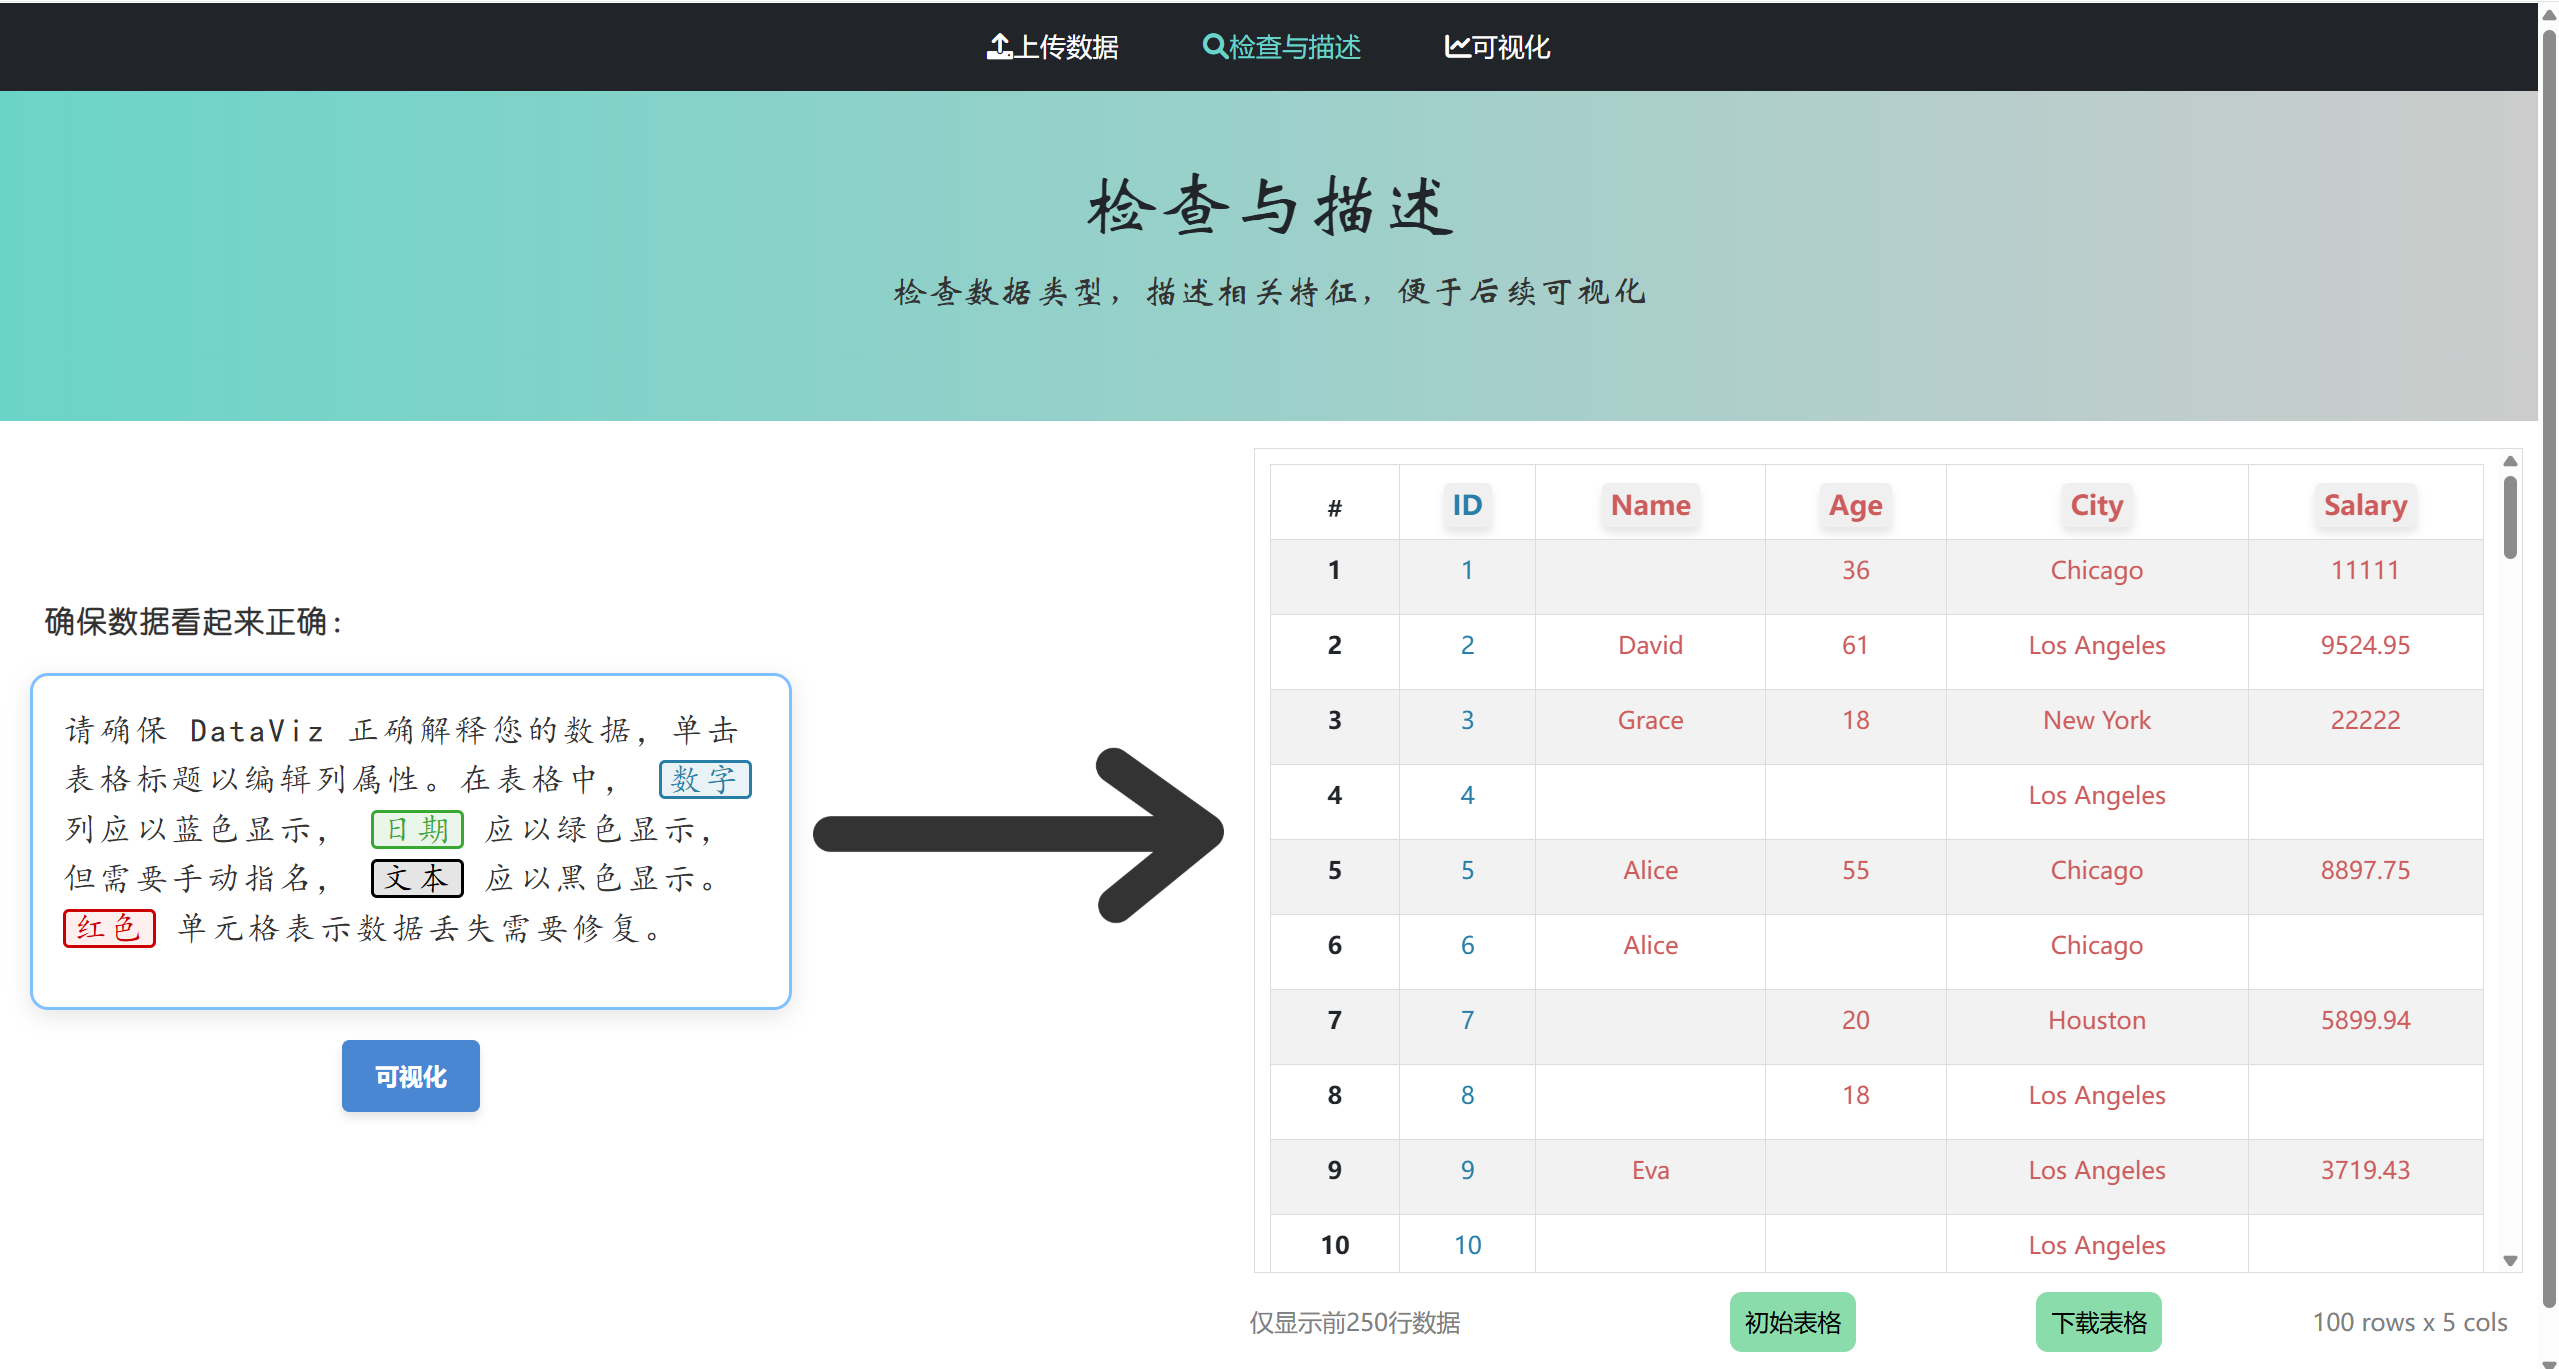 上传数据 检查与描述 可视化
检查与描述
检查数据类型，描述相关特征，便于后续可视化
确保数据看起来正确：
请确保 DataViz 正确解释您的数据，单击
表格标题以编辑列属性。在表格中， 数字
列应以蓝色显示， 日期 应以绿色显示，
但需要手动指名， 文本 应以黑色显示。
红色 单元格表示数据丢失需要修复。
可视化
# ID Name Age City Salary
1 1 36 Chicago 11111
2 2 David 61 Los Angeles 9524.95
3 3 Grace 18 New York 22222
4 4 Los Angeles
5 5 Alice 55 Chicago 8897.75
6 6 Alice Chicago
7 7 20 Houston 5899.94
8 8 18 Los Angeles
9 9 Eva Los Angeles 3719.43
10 10 Los Angeles
仅显示前250行数据 初始表格 下载表格 100 rows x 5 cols